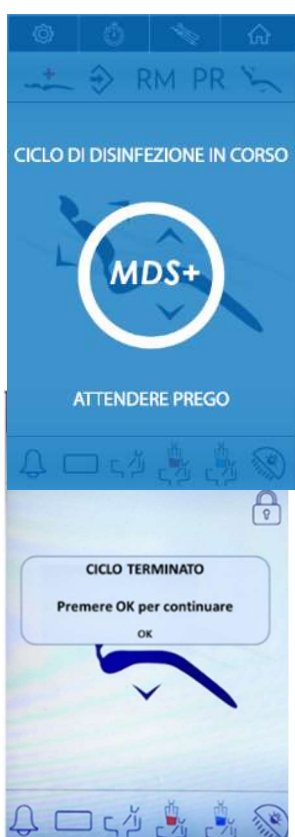 RM PR
CICLO DI DISINFEZIONE IN CORSO
MDS+
ATTENDERE PREGO
CICLO TERMINATO
Premere OK per continuare
OK